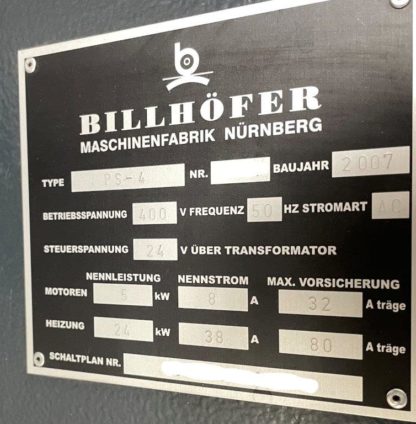 BILLHÖFER
MASCHINENFABRIK NÜRNBERG
TYPE PS-4 NR. BAUJAHR 2007
BETRIEBSSPANNUNG 400 V FREQUENZ 50 HZ STROMART AC
STEUERSPANNUNG 24 V ÜBER TRANSFORMATOR
NENNLEISTUNG NENNSTROM MAX. VORSICHERUNG
MOTOREN 5 kW 8 A 32 A träge
HEIZUNG 24 kW 38 A 80 A träge
SCHALTPLAN NR.